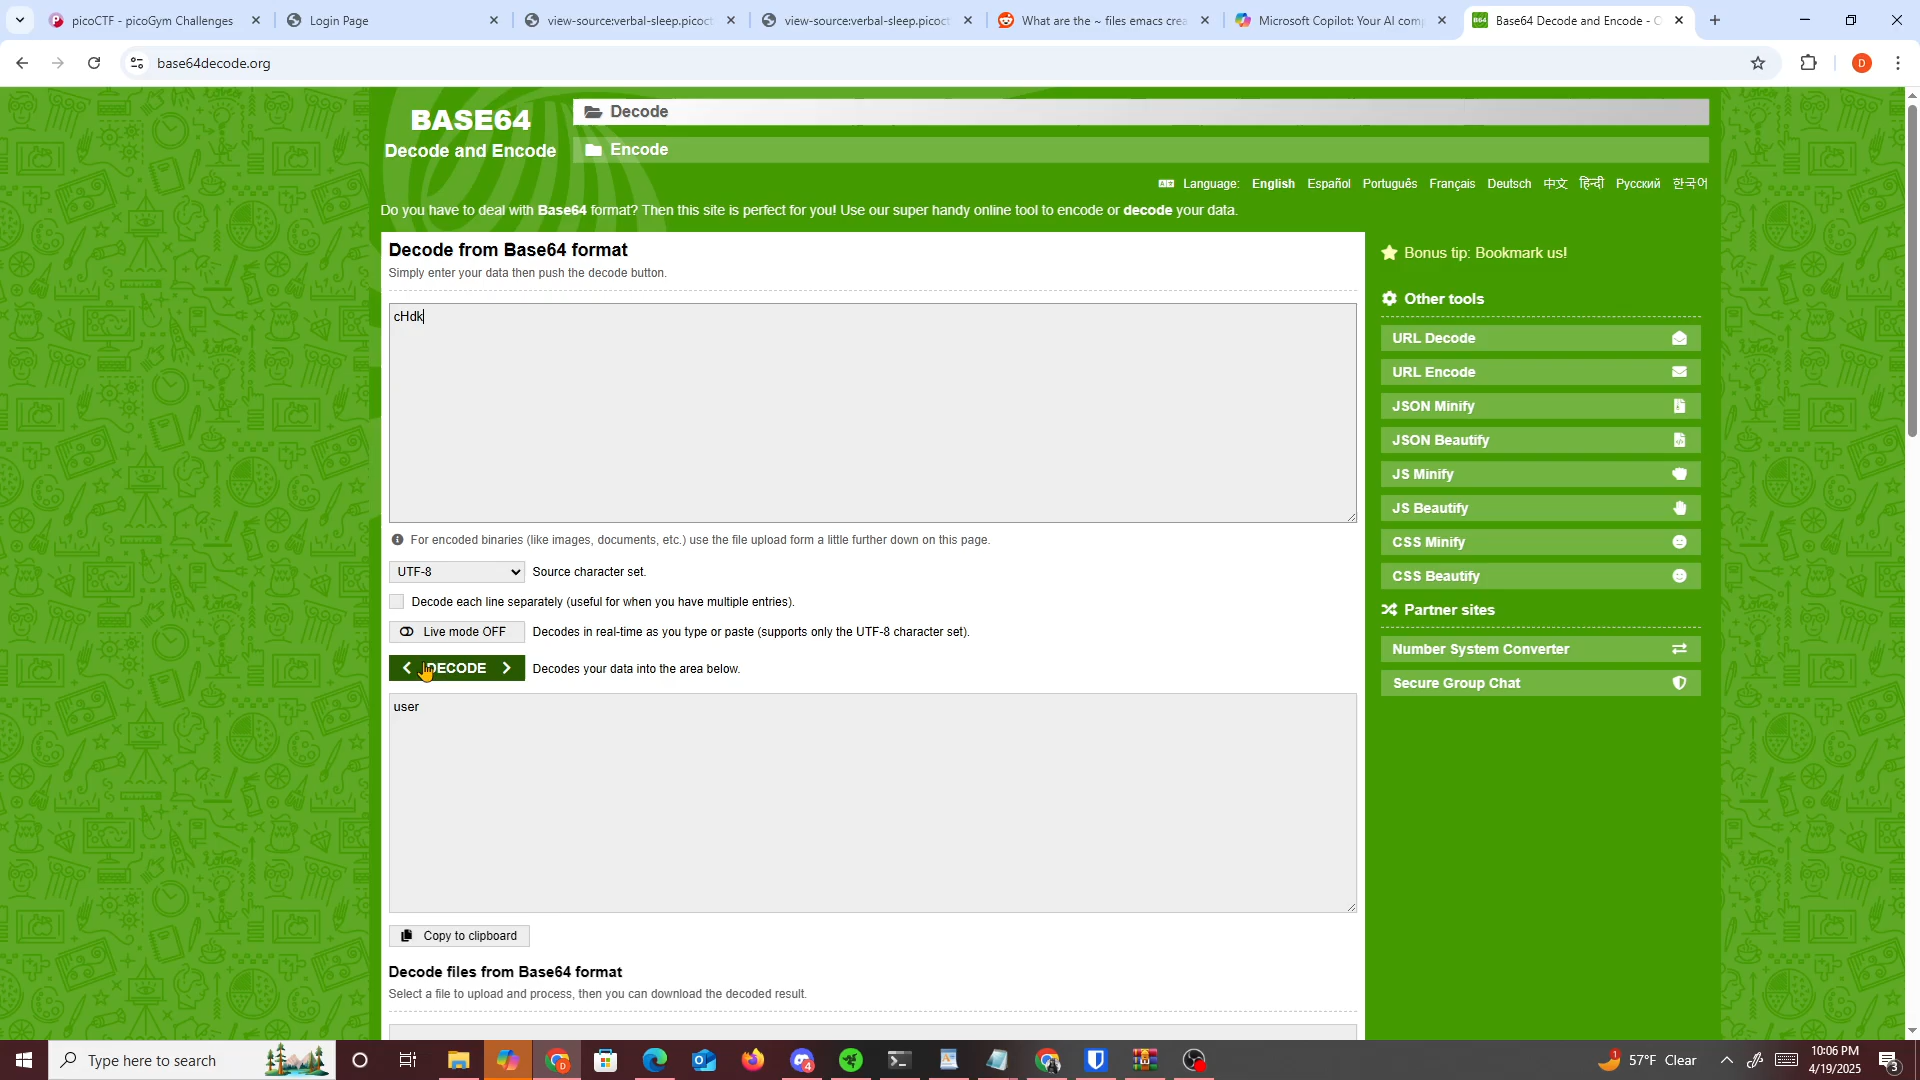 picoCTF - picoGym Challenges
Login Page
view-source:verbal-sleep.picoct
view-source:verbal-sleep.picoct
What are the ~ files emacs crea
Microsoft Copilot: Your AI com
Base64 Decode and Encode - O
base64decode.org
D
BASE64
Decode and Encode
Decode
Encode
Language: English Español Português Français Deutsch 中文 हिन्दी Русский 한국어
Do you have to deal with Base64 format? Then this site is perfect for you! Use our super handy online tool to encode or decode your data.
Decode from Base64 format
Simply enter your data then push the decode button.
cHdk
For encoded binaries (like images, documents, etc.) use the file upload form a little further down on this page.
UTF-8 Source character set.
Decode each line separately (useful for when you have multiple entries).
Live mode OFF Decodes in real-time as you type or paste (supports only the UTF-8 character set).
DECODE Decodes your data into the area below.
user
Copy to clipboard
Decode files from Base64 format
Select a file to upload and process, then you can download the decoded result.
Bonus tip: Bookmark us!
Other tools
URL Decode
URL Encode
JSON Minify
JSON Beautify
JS Minify
JS Beautify
CSS Minify
CSS Beautify
Partner sites
Number System Converter
Secure Group Chat
Type here to search
57°F Clear
10:06 PM
4/19/2025
3